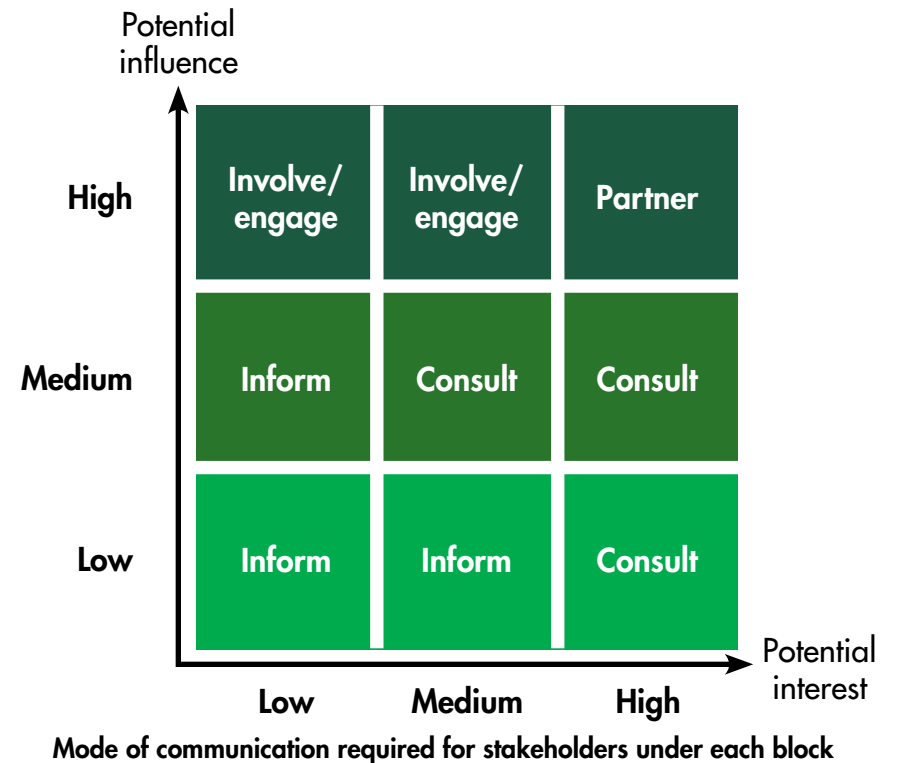 Potential
influence
High
Involve/
engage
Involve/
engage
Partner
Medium
Inform
Consult
Consult
Low
Inform
Inform
Consult
Potential
interest
Low
Medium
High
Mode of communication required for stakeholders under each block